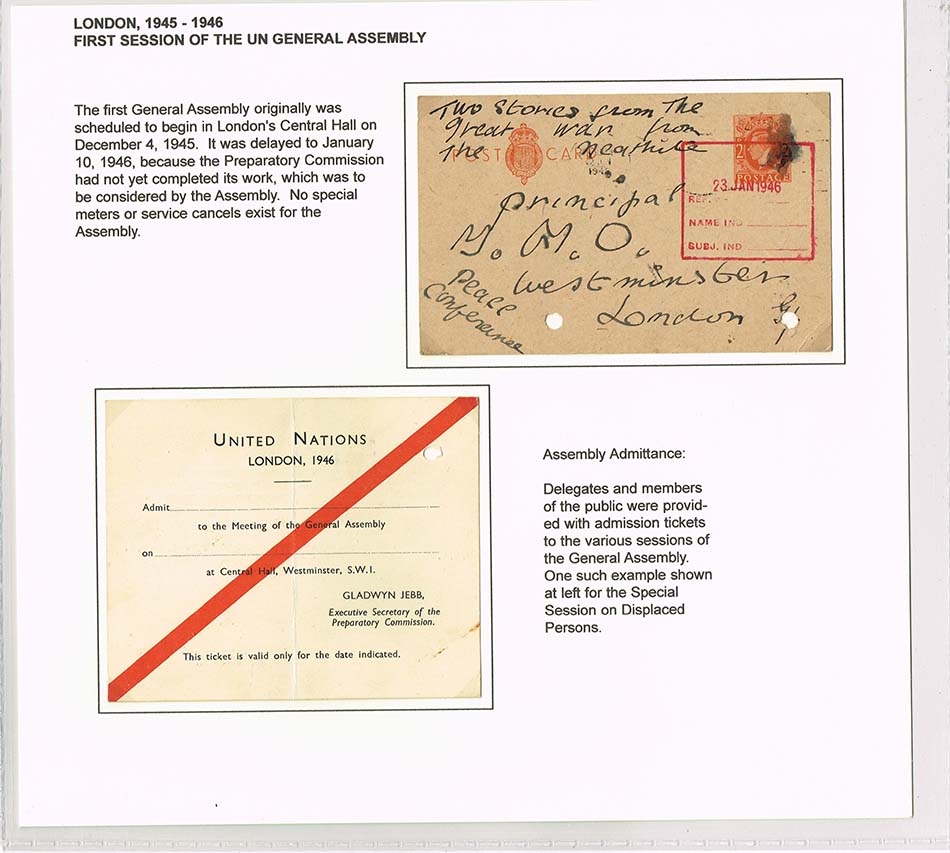 LONDON, 1945 - 1946
FIRST SESSION OF THE UN GENERAL ASSEMBLY
The first General Assembly originally was
scheduled to begin in London's Central Hall on
December 4, 1945. It was delayed to January
10, 1946, because the Preparatory Commission
had not yet completed its work, which was to
be considered by the Assembly. No special
meters or service cancels exist for the
Assembly.
Two Stories from The
great war from
The
POST CARD
POSTAGE
23 JAN 1946
REF.
NAME IND
SUBJ. IND
principal
Y. M. O.
Westminster
London
Peace
Conference
UNITED NATIONS
LONDON, 1946
Admit
to the Meeting of the General Assembly
on
at Central Hall, Westminster, S.W.1.
GLADWYN JEBB,
Executive Secretary of the
Preparatory Commission.
This ticket is valid only for the date indicated.
Assembly Admittance:
Delegates and members
of the public were provid-
ed with admission tickets
to the various sessions of
the General Assembly.
One such example shown
at left for the Special
Session on Displaced
Persons.